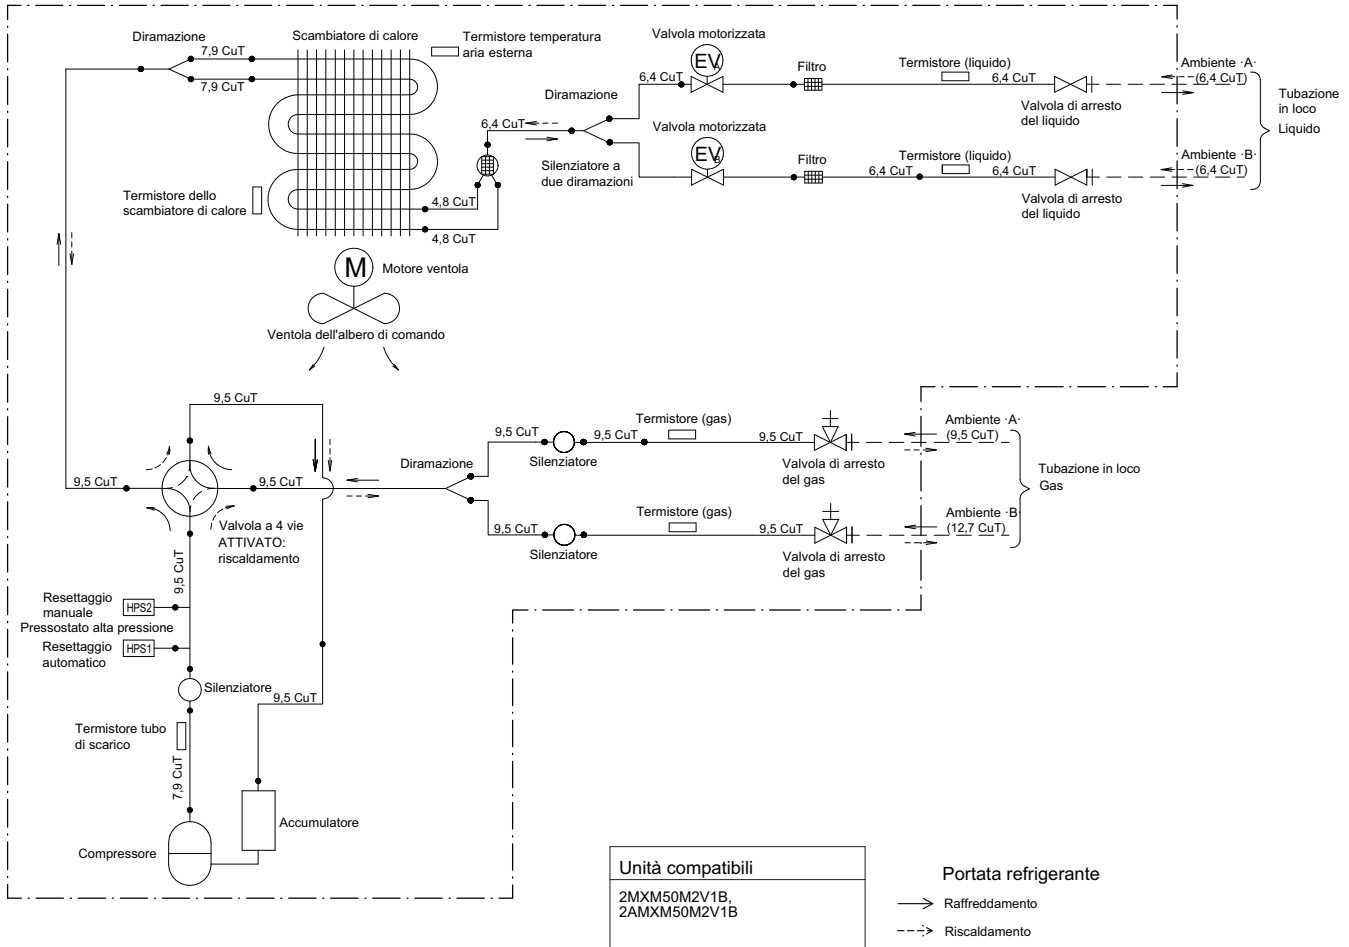 Diramazione
7,9 CuT
7,9 CuT
Scambiatore di calore
Termistore temperatura
aria esterna
Valvola motorizzata
EVA
6,4 CuT
Filtro
Termistore (liquido)
6,4 CuT
Valvola di arresto
del liquido
Ambiente ·A·
(6,4 CuT)
Tubazione
in loco
Liquido
Diramazione
6,4 CuT
Silenziatore a
due diramazioni
Valvola motorizzata
EVB
Filtro
6,4 CuT
Termistore (liquido)
6,4 CuT
Valvola di arresto
del liquido
Ambiente ·B·
(6,4 CuT)
Termistore dello
scambiatore di calore
4,8 CuT
4,8 CuT
M
Motore ventola
Ventola dell'albero di comando
9,5 CuT
9,5 CuT
9,5 CuT
Valvola a 4 vie
ATTIVATO:
riscaldamento
Diramazione
9,5 CuT
Silenziatore
9,5 CuT
Termistore (gas)
9,5 CuT
Valvola di arresto
del gas
Ambiente ·A·
(9,5 CuT)
Tubazione in loco
Gas
9,5 CuT
Silenziatore
Termistore (gas)
9,5 CuT
Valvola di arresto
del gas
Ambiente ·B·
(12,7 CuT)
9,5 CuT
Resettaggio
manuale
HPS2
Pressostato alta pressione
Resettaggio
automatico
HPS1
Silenziatore
9,5 CuT
Termistore tubo
di scarico
7,9 CuT
Accumulatore
Compressore
Unità compatibili
2MXM50M2V1B,
2AMXM50M2V1B
Portata refrigerante
Raffreddamento
Riscaldamento